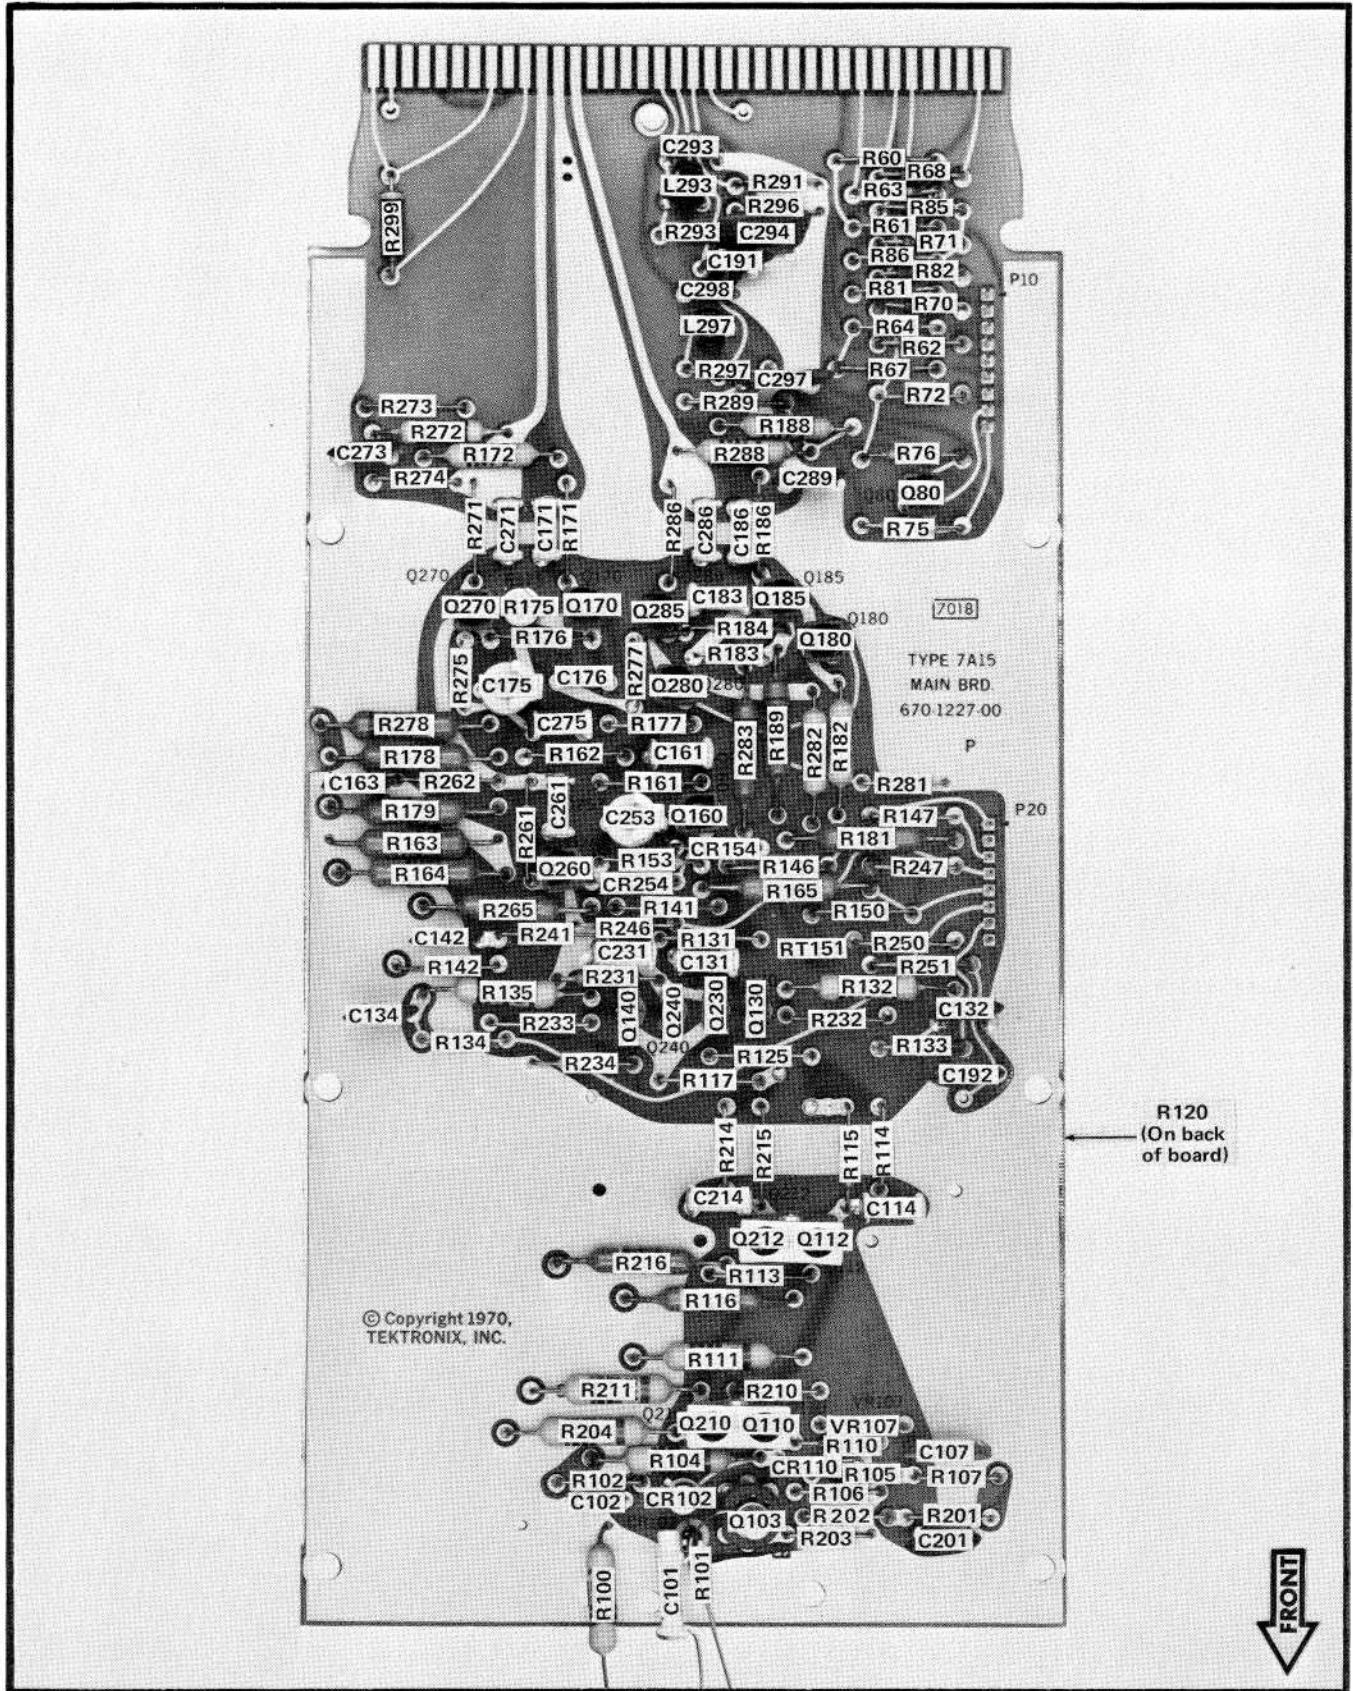 C293
R60
R68
L293
R291
R63
R296
R85
R299
R293
C294
R61
R71
C191
R86
R82
C298
R81
P10
R70
L297
R64
R62
R297
C297
R67
R289
R72
R273
R272
R188
C273
R172
R288
R76
R274
C289
Q80
R271
C271
C171
R171
R286
C286
C186
R186
R75
Q270
Q185
Q270
R175
Q170
Q285
C183
Q185
7018
R176
R184
Q180
Q180
R275
R277
R183
TYPE 7A15
C175
C176
Q280
Q280
MAIN BRD.
670-1227-00
R278
C275
R177
R283
R189
R282
R182
P
R178
R162
C161
C163
R262
R161
R281
R179
C261
C253
Q160
R147
P20
R163
R261
CR154
R181
R164
Q260
R153
R146
R247
CR254
R165
R265
R141
R150
C142
R241
R246
R131
RT151
R250
R142
C231
C131
R251
R231
R135
R132
C134
R233
Q140
Q240
Q230
Q130
R232
C132
R134
Q240
R125
R133
R234
R117
C192
R120
(On back
of board)
R214
R215
R115
R114
C214
C114
Q212
Q112
R216
R113
R116
© Copyright 1970,
TEKTRONIX, INC.
R111
R211
R210
VR107
R204
Q210
Q110
VR107
R110
C107
R104
CR110
R105
R107
R102
C102
CR102
R106
Q103
R202
R201
R203
C201
R100
C101
R101
FRONT